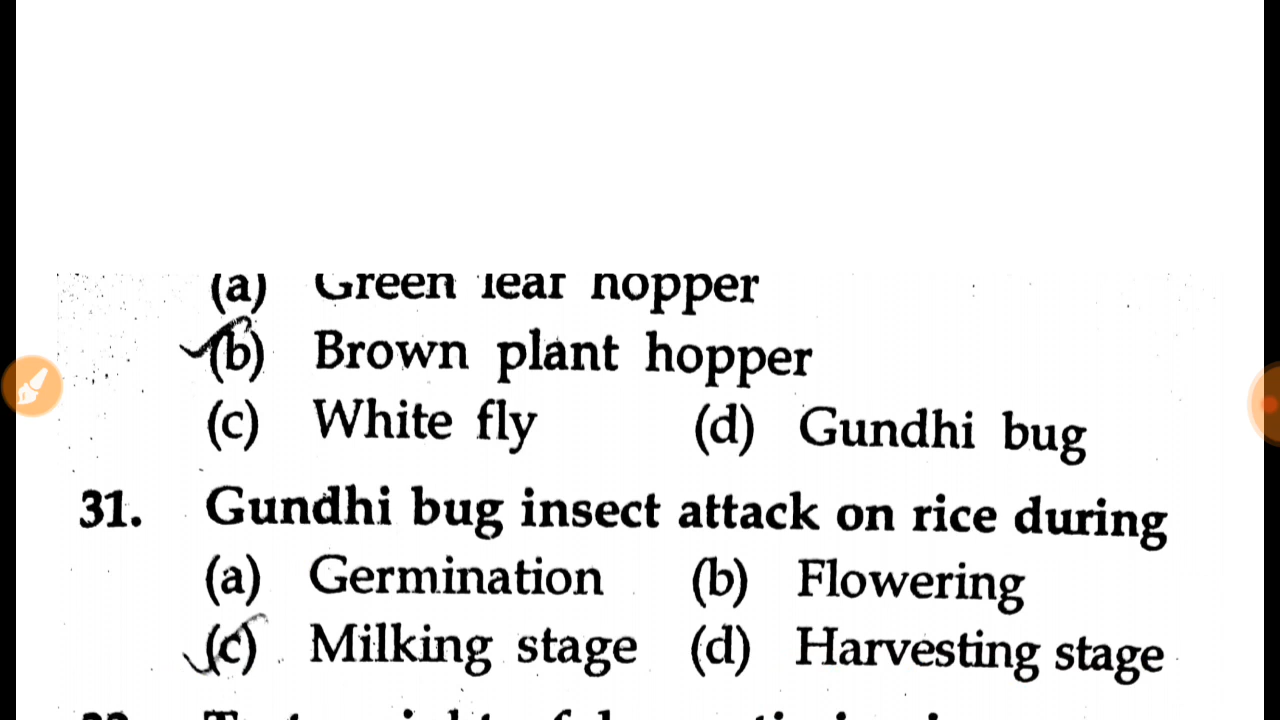 (a) Green leaf hopper
(b) Brown plant hopper
(c) White fly (d) Gundhi bug
31. Gundhi bug insect attack on rice during
(a) Germination (b) Flowering
(c) Milking stage (d) Harvesting stage